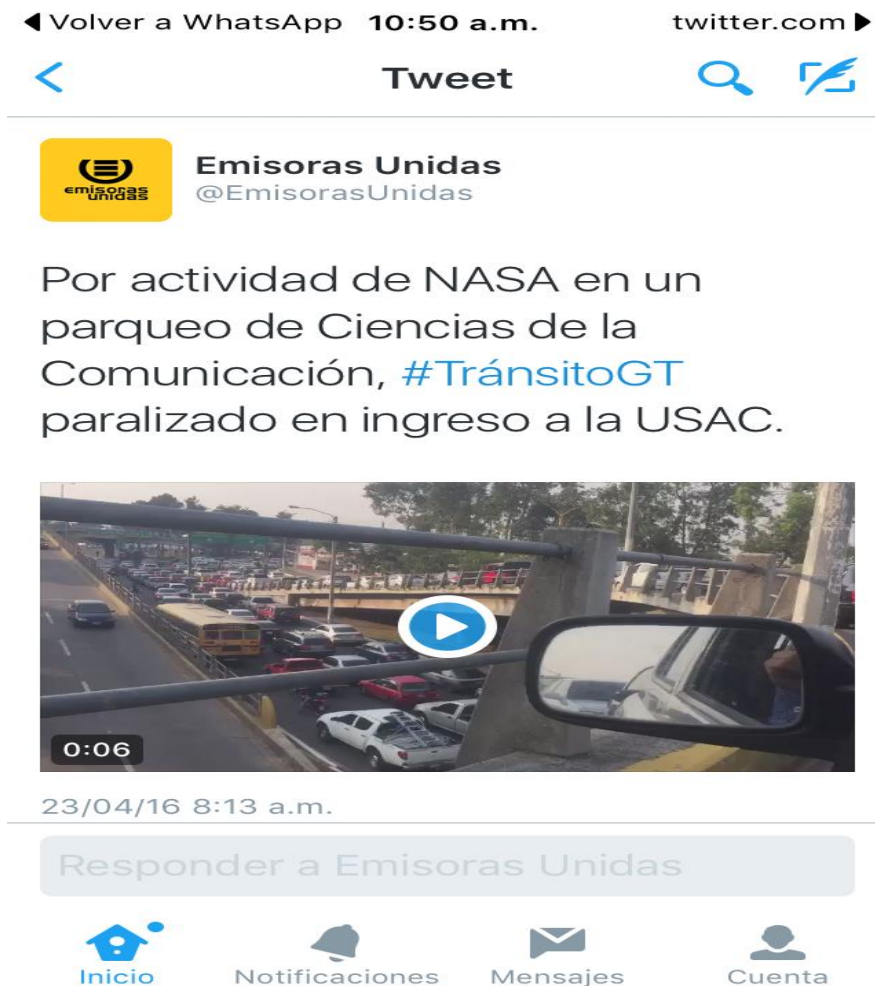 Volver a WhatsApp 10:50 a.m. twitter.com
Tweet
emisoras
unidas
Emisoras Unidas
@EmisorasUnidas
Por actividad de NASA en un
parqueo de Ciencias de la
Comunicación, #TránsitoGT
paralizado en ingreso a la USAC.
0:06
23/04/16 8:13 a.m.
Responder a Emisoras Unidas
Inicio Notificaciones Mensajes Cuenta